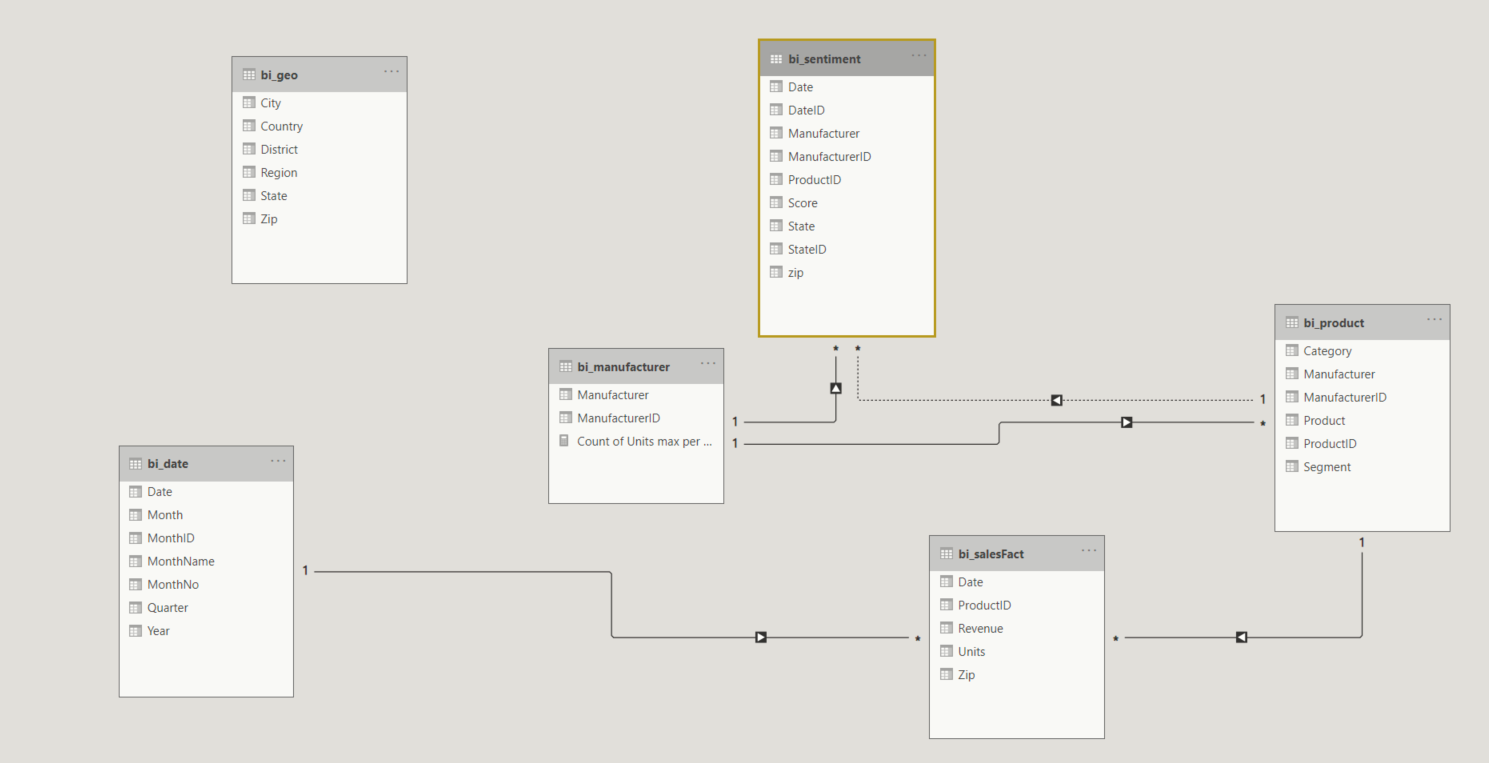 bi_geo
City
Country
District
Region
State
Zip
bi_sentiment
Date
DateID
Manufacturer
ManufacturerID
ProductID
Score
State
StateID
zip
bi_manufacturer
Manufacturer
ManufacturerID
Count of Units max per ...
bi_product
Category
Manufacturer
ManufacturerID
Product
ProductID
Segment
bi_date
Date
Month
MonthID
MonthName
MonthNo
Quarter
Year
bi_salesFact
Date
ProductID
Revenue
Units
Zip
* *
1
1
1
*
1
1
*
*